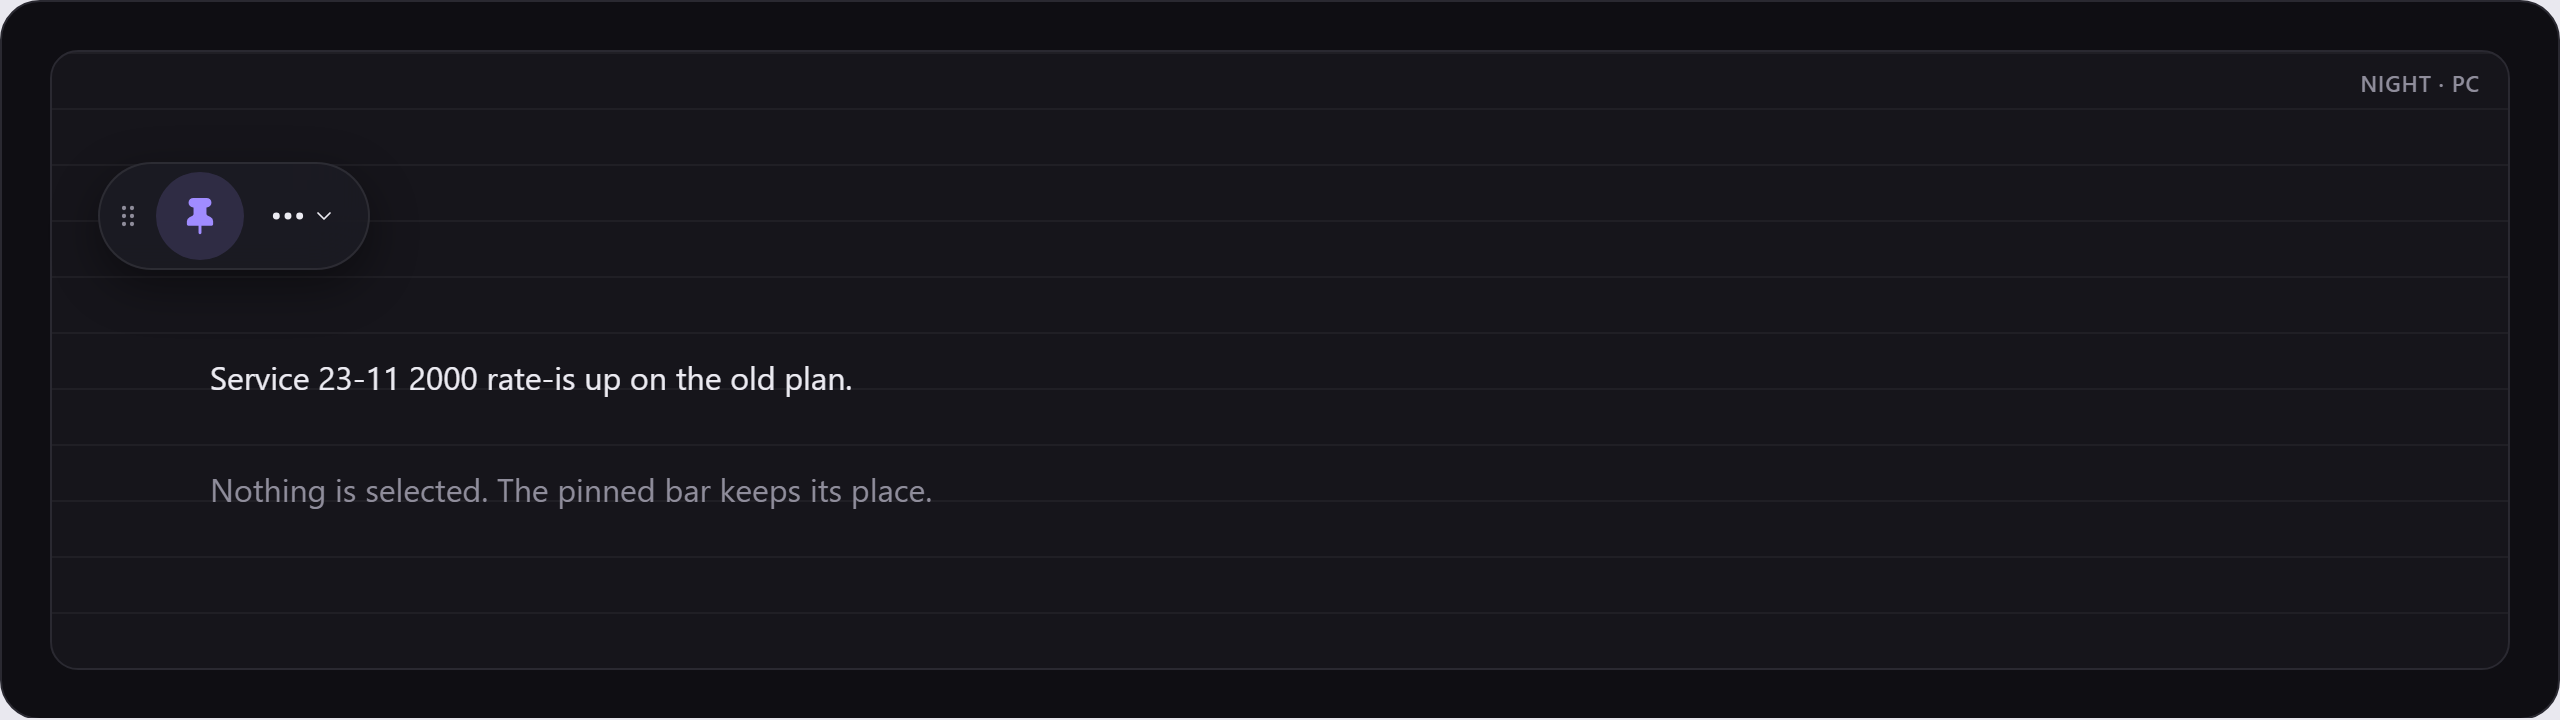 NIGHT · PC
Service 23-11 2000 rate-is up on the old plan.
Nothing is selected. The pinned bar keeps its place.